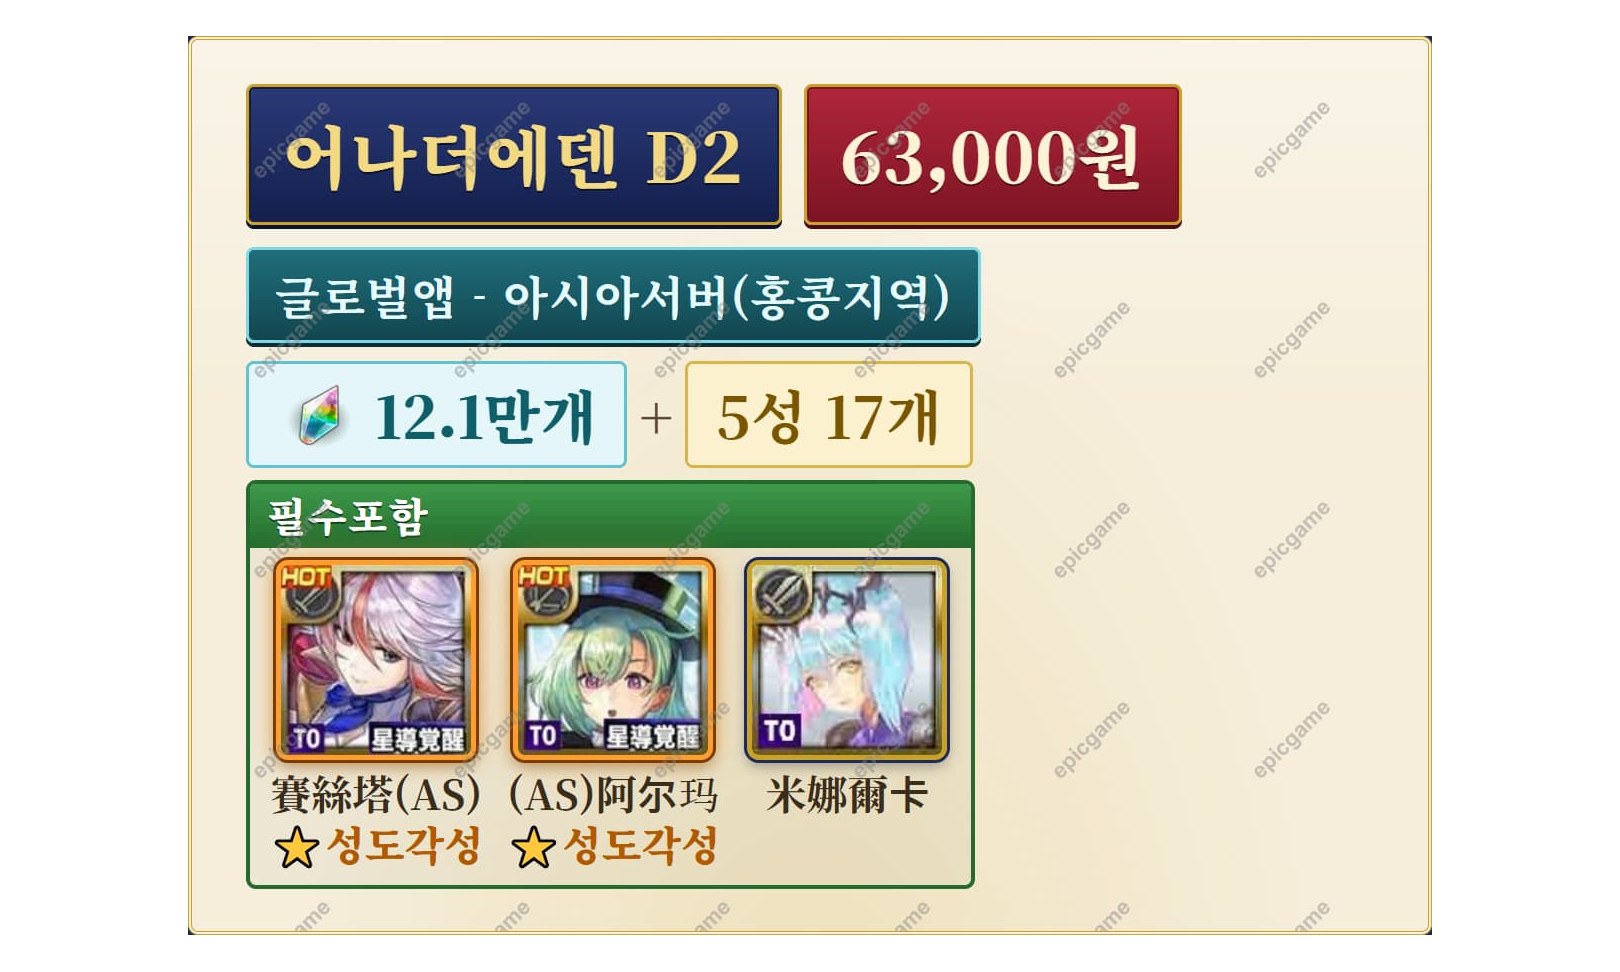 어나더에덴 D2
63,000원
글로벌앱 - 아시아서버(홍콩지역)
12.1만개 + 5성 17개
필수포함
HOT
TO
星導覚醒
HOT
TO
星導覚醒
TO
賽絲塔(AS)
(AS)阿尔玛
米娜爾卡
성도각성
성도각성
epicgame